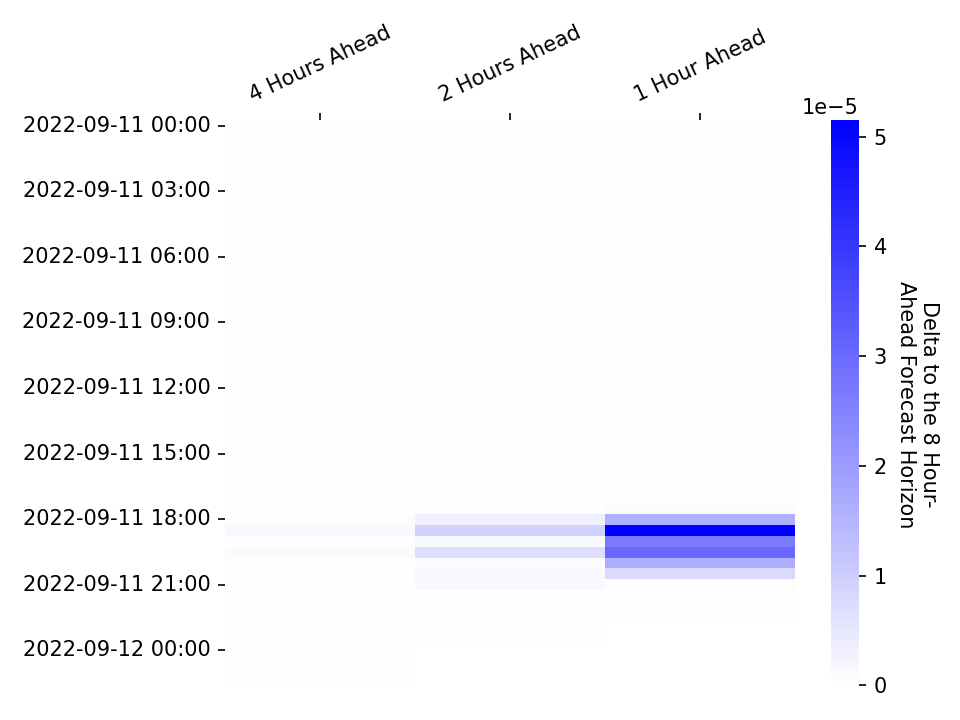 4 Hours Ahead
2 Hours Ahead
1 Hour Ahead
1e−5
2022-09-11 00:00
2022-09-11 03:00
2022-09-11 06:00
2022-09-11 09:00
2022-09-11 12:00
2022-09-11 15:00
2022-09-11 18:00
2022-09-11 21:00
2022-09-12 00:00
5
4
3
2
1
0
Delta to the 8 Hour-
Ahead Forecast Horizon